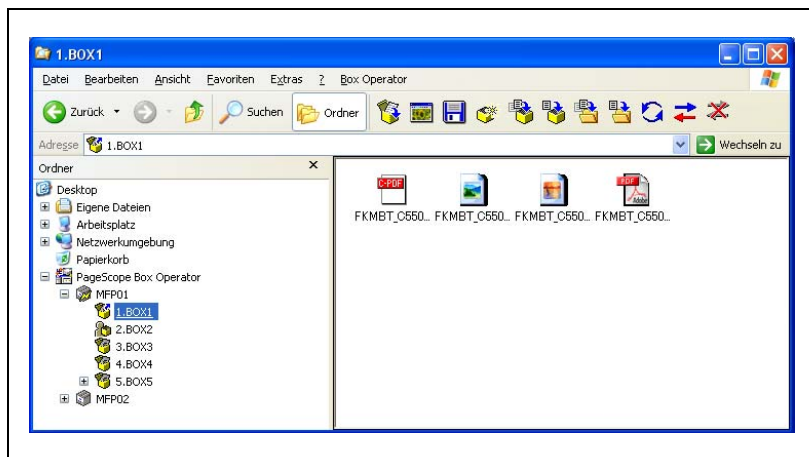 1.BOX1
Datei Bearbeiten Ansicht Favoriten Extras ? Box Operator
Zurück Suchen Ordner
Adresse 1.BOX1 Wechseln zu
Ordner x
Desktop
Eigene Dateien
Arbeitsplatz
Netzwerkumgebung
Papierkorb
PageScope Box Operator
MFP01
1.BOX1
2.BOX2
3.BOX3
4.BOX4
5.BOX5
MFP02
C-PDF PDF Adobe
FKMBT_C550... FKMBT_C550... FKMBT_C550... FKMBT_C550...